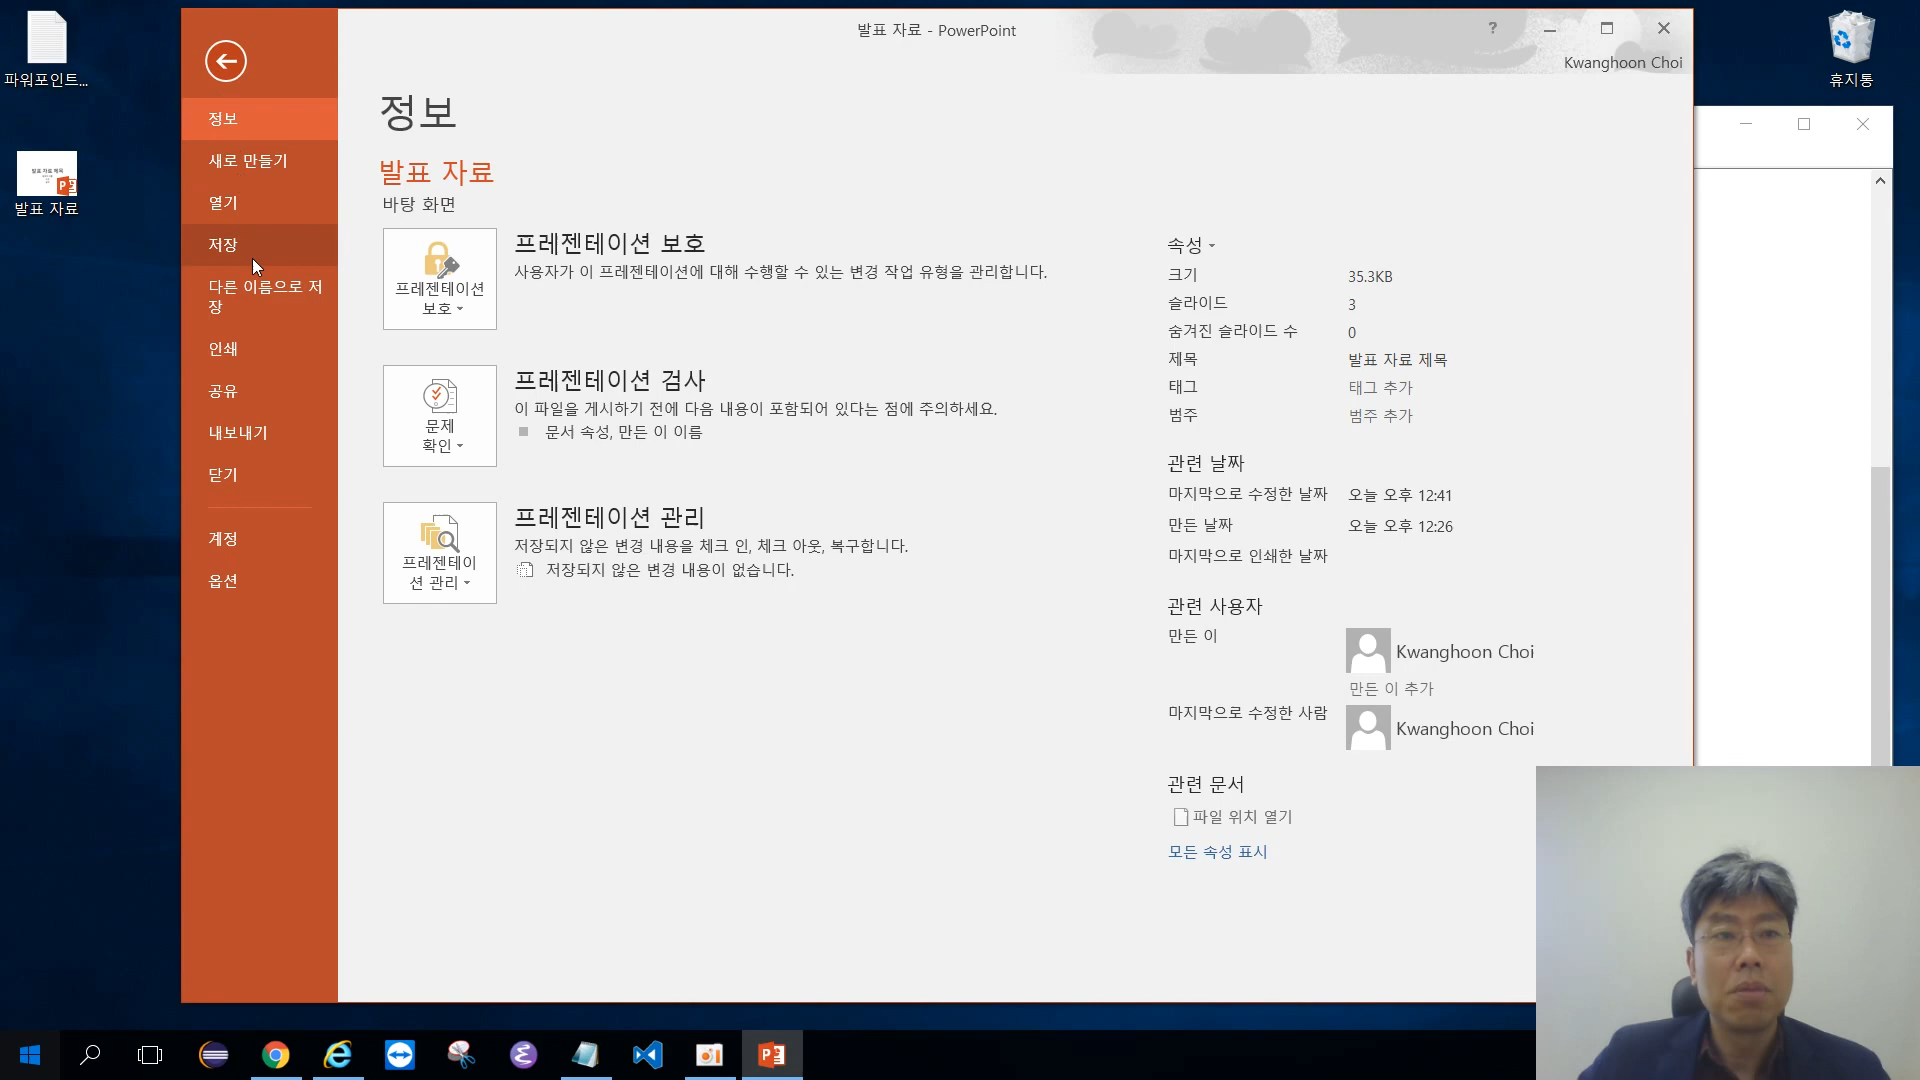 파워포인트...
발표 자료
휴지통
발표 자료 - PowerPoint
?
Kwanghoon Choi
정보
새로 만들기
열기
저장
다른 이름으로 저
장
인쇄
공유
내보내기
닫기
계정
옵션
정보
발표 자료
바탕 화면
프레젠테이션
보호
프레젠테이션 보호
사용자가 이 프레젠테이션에 대해 수행할 수 있는 변경 작업 유형을 관리합니다.
문제
확인
프레젠테이션 검사
이 파일을 게시하기 전에 다음 내용이 포함되어 있다는 점에 주의하세요.
문서 속성, 만든 이 이름
프레젠테이
션 관리
프레젠테이션 관리
저장되지 않은 변경 내용을 체크 인, 체크 아웃, 복구합니다.
저장되지 않은 변경 내용이 없습니다.
속성
크기 35.3KB
슬라이드 3
숨겨진 슬라이드 수 0
제목 발표 자료 제목
태그 태그 추가
범주 범주 추가
관련 날짜
마지막으로 수정한 날짜 오늘 오후 12:41
만든 날짜 오늘 오후 12:26
마지막으로 인쇄한 날짜
관련 사용자
만든 이 Kwanghoon Choi
만든 이 추가
마지막으로 수정한 사람 Kwanghoon Choi
관련 문서
파일 위치 열기
모든 속성 표시